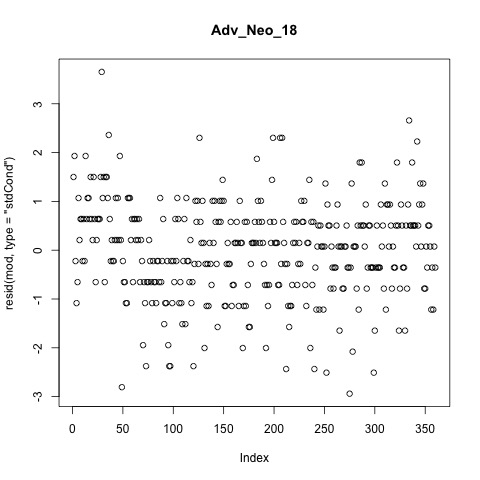 Adv_Neo_18
resid(mod, type = "stdCond")
3
2
1
0
-1
-2
-3
0 50 100 150 200 250 300 350
Index